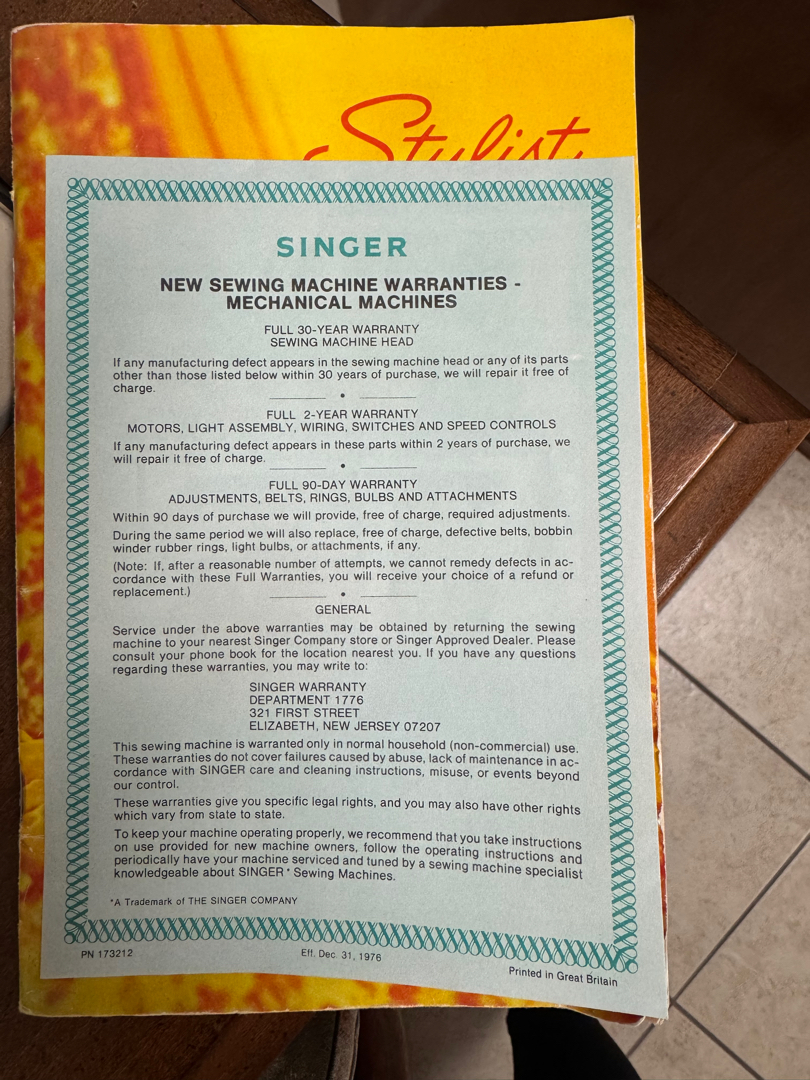 Stylist
SINGER
NEW SEWING MACHINE WARRANTIES -
MECHANICAL MACHINES
FULL 30-YEAR WARRANTY
SEWING MACHINE HEAD
If any manufacturing defect appears in the sewing machine head or any of its parts
other than those listed below within 30 years of purchase, we will repair it free of
charge.
FULL 2-YEAR WARRANTY
MOTORS, LIGHT ASSEMBLY, WIRING, SWITCHES AND SPEED CONTROLS
If any manufacturing defect appears in these parts within 2 years of purchase, we
will repair it free of charge.
FULL 90-DAY WARRANTY
ADJUSTMENTS, BELTS, RINGS, BULBS AND ATTACHMENTS
Within 90 days of purchase we will provide, free of charge, required adjustments.
During the same period we will also replace, free of charge, defective belts, bobbin
winder rubber rings, light bulbs, or attachments, if any.
(Note: If, after a reasonable number of attempts, we cannot remedy defects in ac-
cordance with these Full Warranties, you will receive your choice of a refund or
replacement.)
GENERAL
Service under the above warranties may be obtained by returning the sewing
machine to your nearest Singer Company store or Singer Approved Dealer. Please
consult your phone book for the location nearest you. If you have any questions
regarding these warranties, you may write to:
SINGER WARRANTY
DEPARTMENT 1776
321 FIRST STREET
ELIZABETH, NEW JERSEY 07207
This sewing machine is warranted only in normal household (non-commercial) use.
These warranties do not cover failures caused by abuse, lack of maintenance in ac-
cordance with SINGER care and cleaning instructions, misuse, or events beyond
our control.
These warranties give you specific legal rights, and you may also have other rights
which vary from state to state.
To keep your machine operating properly, we recommend that you take instructions
on use provided for new machine owners, follow the operating instructions and
periodically have your machine serviced and tuned by a sewing machine specialist
knowledgeable about SINGER* Sewing Machines.
*A Trademark of THE SINGER COMPANY
PN 173212
Eff. Dec. 31, 1976
Printed in Great Britain